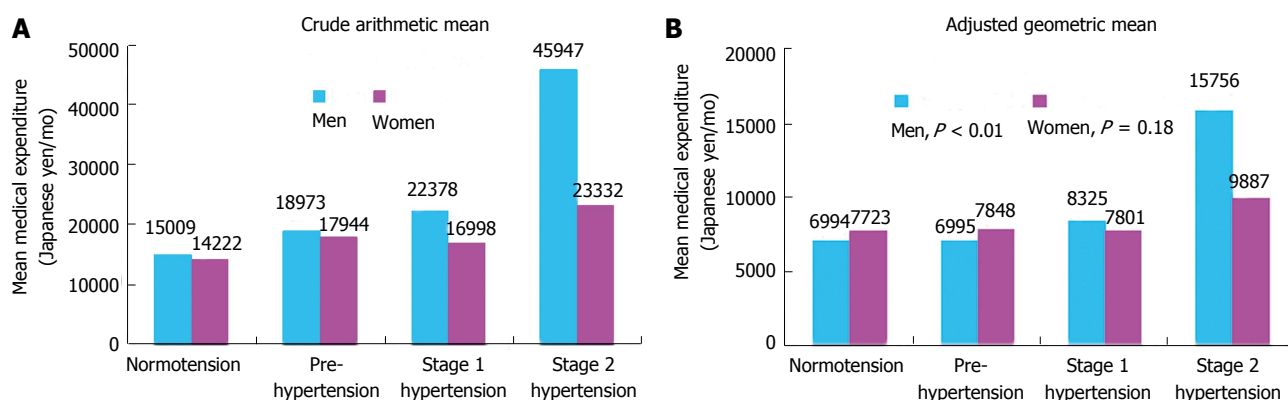 A
Crude arithmetic mean
Mean medical expenditure
(Japanese yen/mo)
50000
40000
30000
20000
10000
0
Men
Women
15009
14222
18973
17944
22378
16998
45947
23332
Normotension
Pre-
hypertension
Stage 1
hypertension
Stage 2
hypertension
B
Adjusted geometric mean
Mean medical expenditure
(Japanese yen/mo)
20000
15000
10000
5000
0
Men, P < 0.01
Women, P = 0.18
6994
7723
6995
7848
8325
7801
15756
9887
Normotension
Pre-
hypertension
Stage 1
hypertension
Stage 2
hypertension